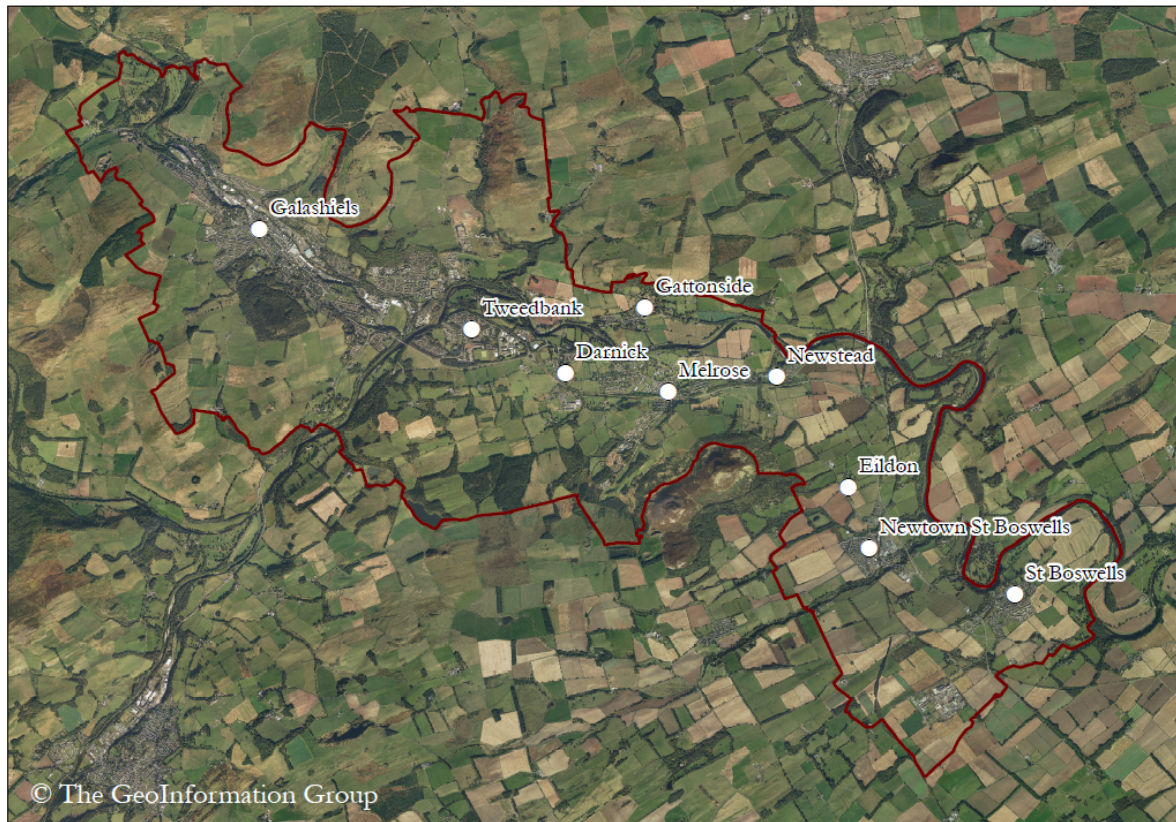 Galashiels
Gattonside
Tweedbank
Darnick
Newstead
Melrose
Eildon
Newtown St Boswells
St Boswells
© The GeoInformation Group